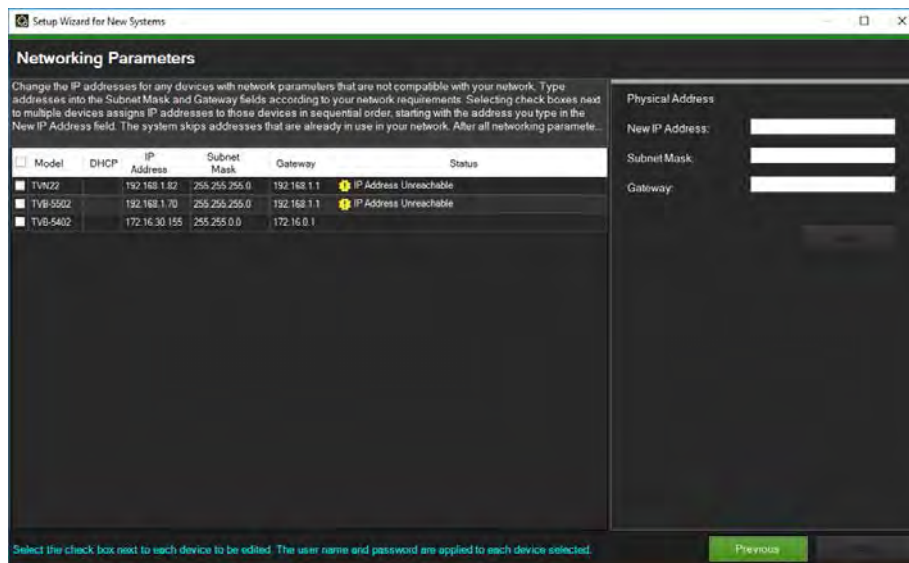 Setup Wizard for New Systems
Networking Parameters
Change the IP addresses for any devices with network parameters that are not compatible with your network. Type
addresses into the Subnet Mask and Gateway fields according to your network requirements. Selecting check boxes next
to multiple devices assigns IP addresses to those devices in sequential order, starting with the address you type in the
New IP Address field. The system skips addresses that are already in use in your network. After all networking paramete...
Model DHCP IP Address Subnet Mask Gateway Status
TVN22 192.168.1.82 255.255.255.0 192.168.1.1 IP Address Unreachable
TVB-5502 192.168.1.70 255.255.255.0 192.168.1.1 IP Address Unreachable
TVB-5402 172.16.30.155 255.255.0.0 172.16.0.1
Physical Address
New IP Address:
Subnet Mask:
Gateway:
Select the check box next to each device to be edited. The user name and password are applied to each device selected.
Previous